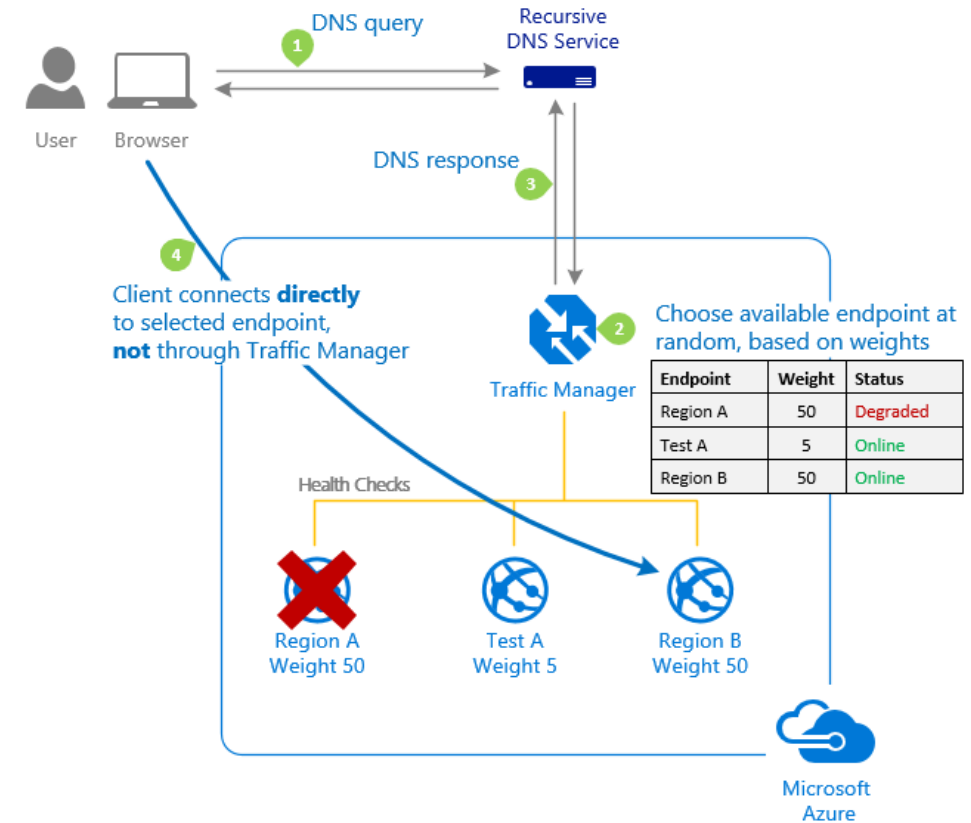 DNS query
1
Recursive
DNS Service
User
Browser
DNS response
3
4
Client connects directly
to selected endpoint,
not through Traffic Manager
2
Choose available endpoint at
random, based on weights
Traffic Manager
Endpoint Weight Status
Region A 50 Degraded
Test A 5 Online
Region B 50 Online
Health Checks
Region A
Weight 50
Test A
Weight 5
Region B
Weight 50
Microsoft
Azure